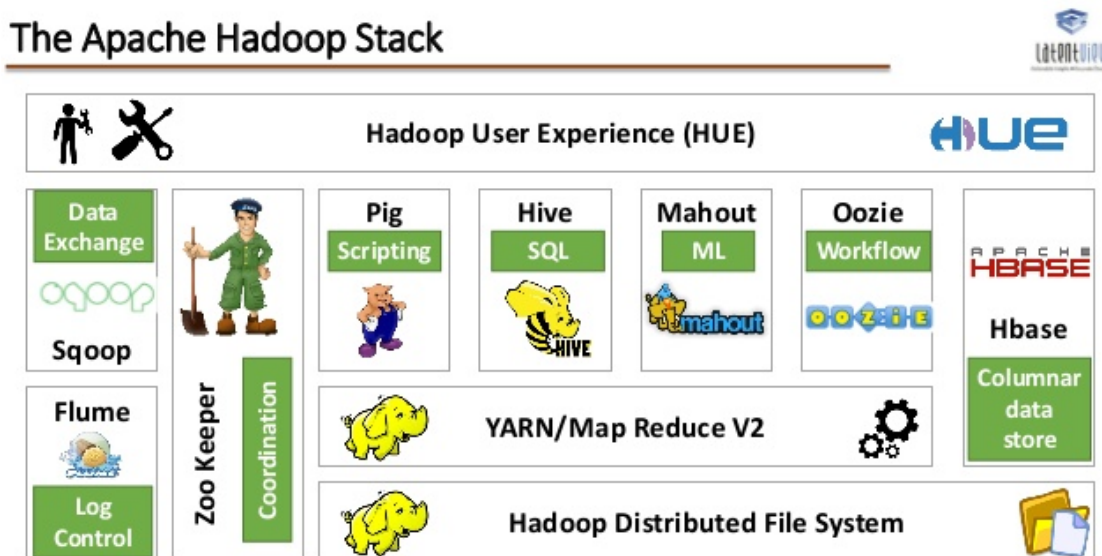 The Apache Hadoop Stack
LatentView
Hadoop User Experience (HUE)
HUE
Data
Exchange
sqoop
Sqoop
Flume
Log
Control
Zoo Keeper
Coordination
Pig
Scripting
Hive
SQL
HIVE
Mahout
ML
mahout
Oozie
Workflow
OOZiE
APACHE
HBASE
Hbase
Columnar
data
store
YARN/Map Reduce V2
Hadoop Distributed File System